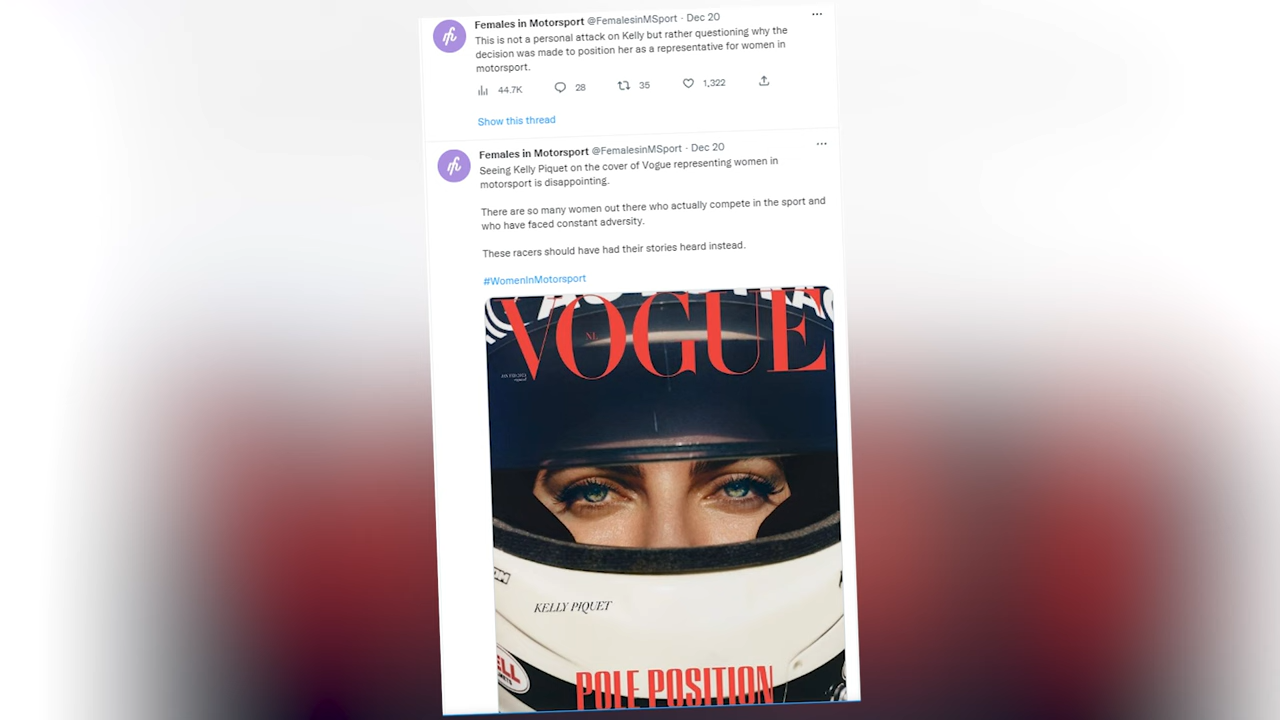 Females in Motorsport @FemalesinMSport · Dec 20
This is not a personal attack on Kelly but rather questioning why the
decision was made to position her as a representative for women in
motorsport.
44.7K 28 35 1,322
Show this thread
Females in Motorsport @FemalesinMSport · Dec 20
Seeing Kelly Piquet on the cover of Vogue representing women in
motorsport is disappointing.
There are so many women out there who actually compete in the sport and
who have faced constant adversity.
These racers should have had their stories heard instead.
#WomenInMotorsport
VOGUE
NL
KELLY PIQUET
POLE POSITION